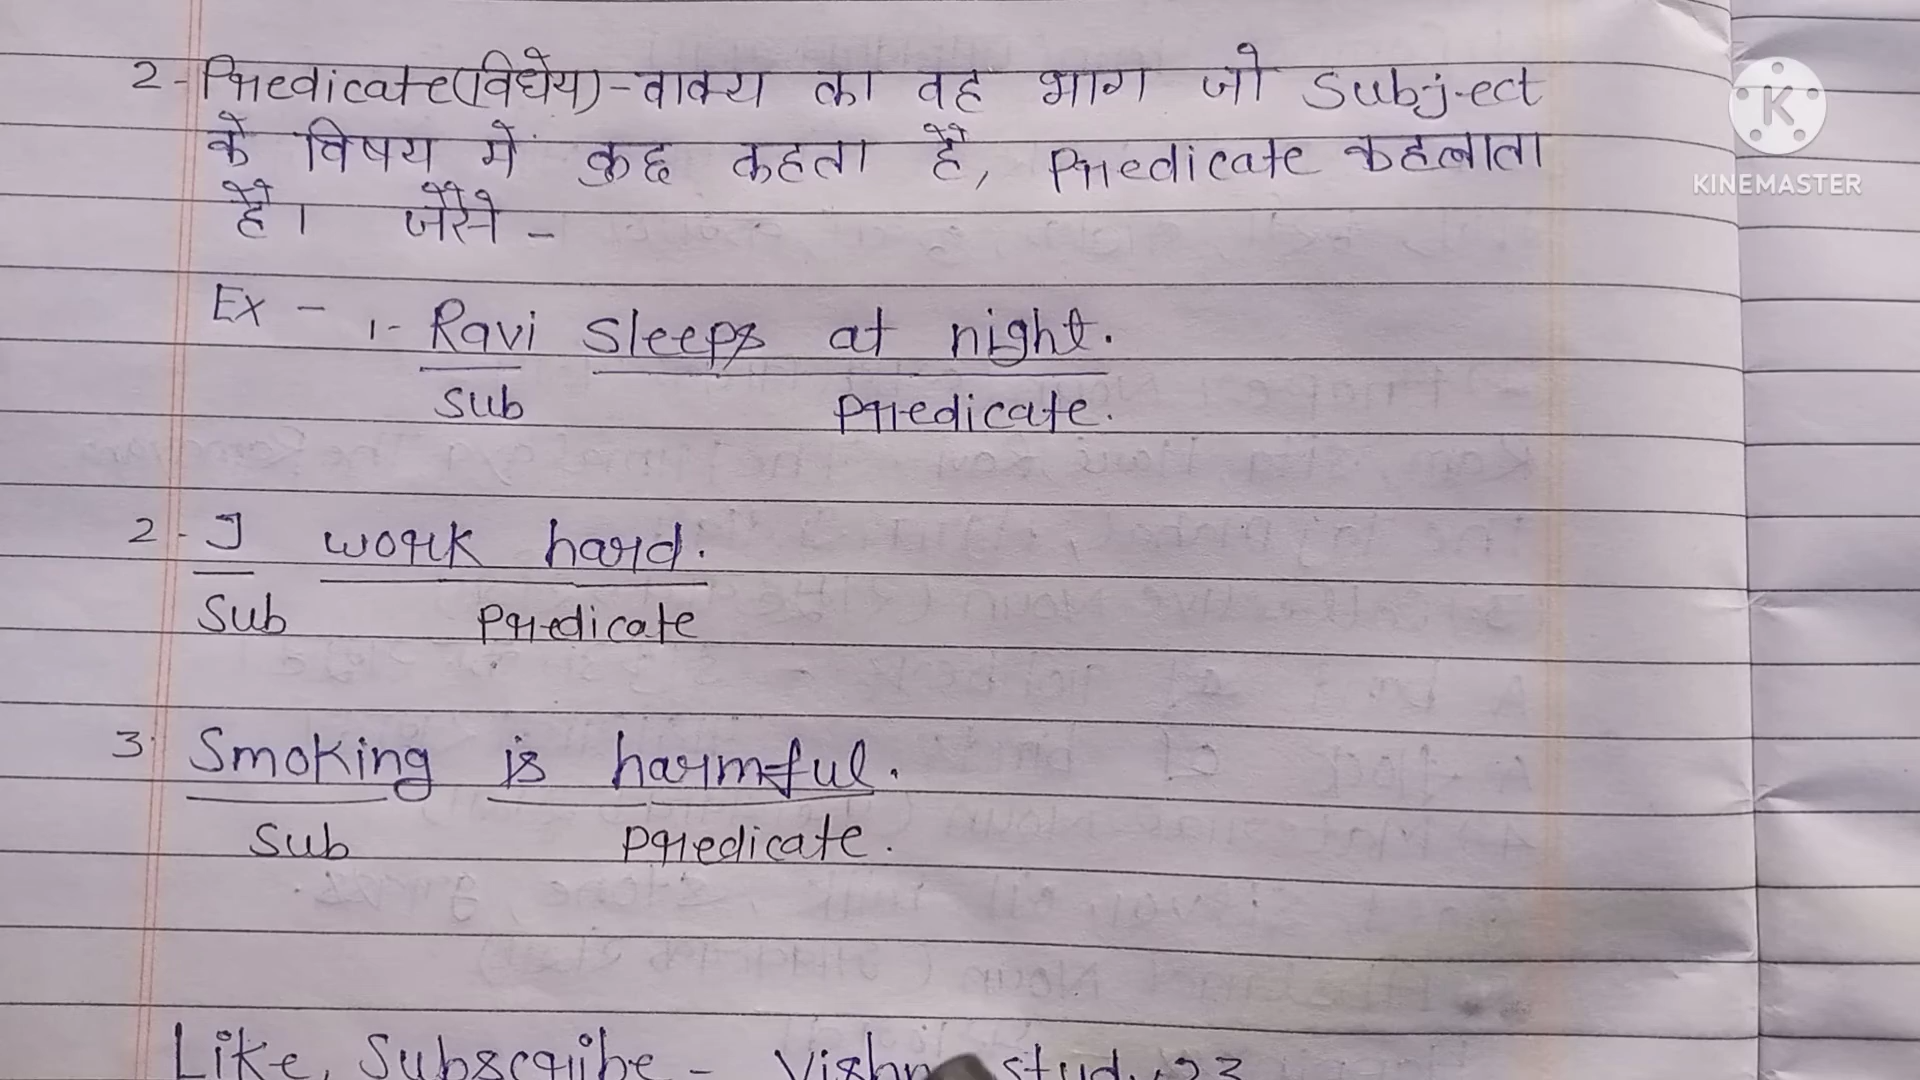 2- Predicate(विधेय)-वाक्य का वह भाग जो Subject
के विषय में कुछ कहता है, Predicate कहलाता
है। जैसे -
Ex - 1- Ravi sleeps at night.
Sub Predicate.
2- I work hard.
Sub Predicate
3. Smoking is harmful.
Sub Predicate.
Like, Subscribe -
KINEMASTER